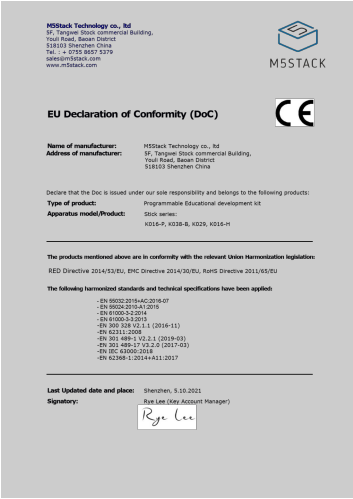 M5Stack Technology co., ltd
5F, Tangwei Stock commercial Building,
Youli Road, Baoan District
518103 Shenzhen China
Tel. : + 0755 8657 5379
sales@m5stack.com
www.m5stack.com
M5STACK
EU Declaration of Conformity (DoC)
CE
Name of manufacturer: M5Stack Technology co., ltd
Address of manufacturer: 5F, Tangwei Stock commercial Building,
Youli Road, Baoan District
518103 Shenzhen China
Declare that the Doc is issued under our sole responsibility and belongs to the following products:
Type of product: Programmable Educational development kit
Apparatus model/Product: Stick series:
K016-P, K038-B, K029, K016-H
The products mentioned above are in conformity with the relevant Union Harmonization legislation:
RED Directive 2014/53/EU, EMC Directive 2014/30/EU, RoHS Directive 2011/65/EU
The following harmonized standards and technical specifications have been applied:
- EN 55032:2015+AC:2016-07
- EN 55024:2010-A1:2015
- EN 61000-3-2:2014
- EN 61000-3-3:2013
-EN 300 328 V2.1.1 (2016-11)
-EN 62311:2008
-EN 301 489-1 V2.2.1 (2019-03)
-EN 301 489-17 V3.2.0 (2017-03)
-EN IEC 63000:2018
-EN 62368-1:2014+A11:2017
Last Updated date and place: Shenzhen, 5.10.2021
Signatory: Rye Lee (Key Account Manager)
Rye Lee